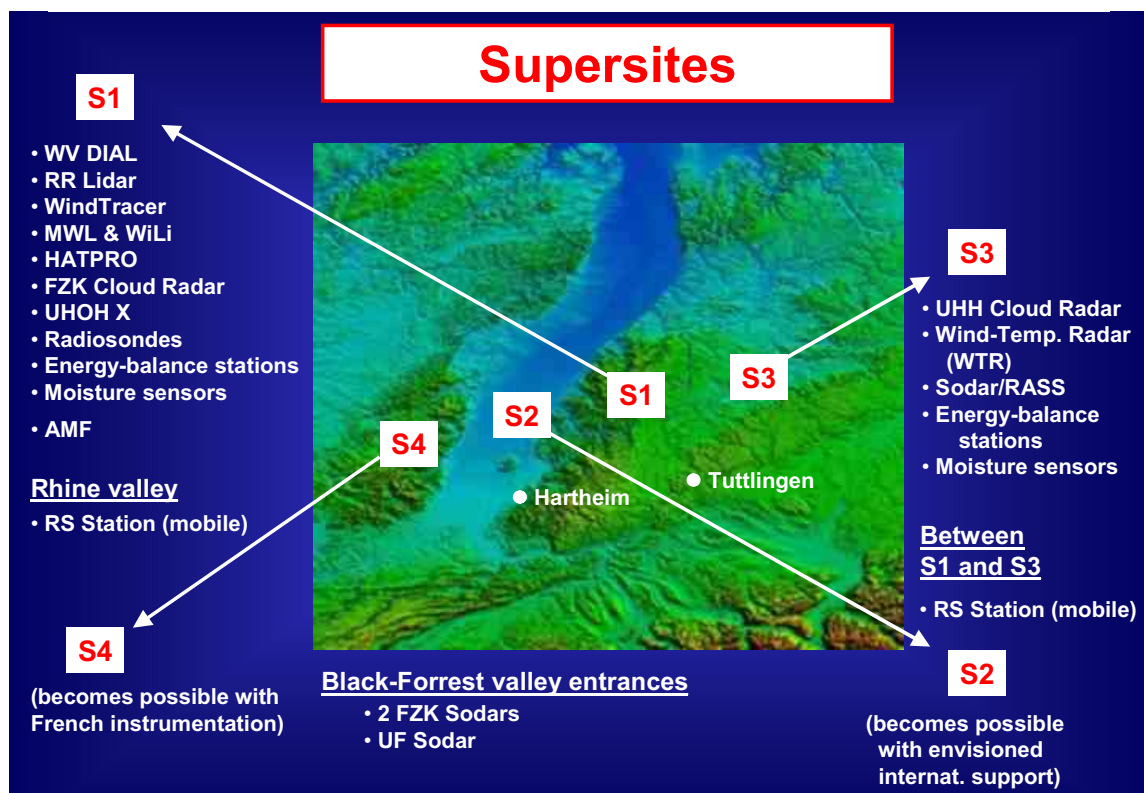 Supersites
S1
• WV DIAL
• RR Lidar
• WindTracer
• MWL & WiLi
• HATPRO
• FZK Cloud Radar
• UHOH X
• Radiosondes
• Energy-balance stations
• Moisture sensors
• AMF
Rhine valley
• RS Station (mobile)
S4
(becomes possible with
French instrumentation)
S1
S2
S3
S4
Hartheim
Tuttlingen
Black-Forrest valley entrances
• 2 FZK Sodars
• UF Sodar
S3
• UHH Cloud Radar
• Wind-Temp. Radar
(WTR)
• Sodar/RASS
• Energy-balance
stations
• Moisture sensors
Between
S1 and S3
• RS Station (mobile)
S2
(becomes possible
with envisioned
internat. support)